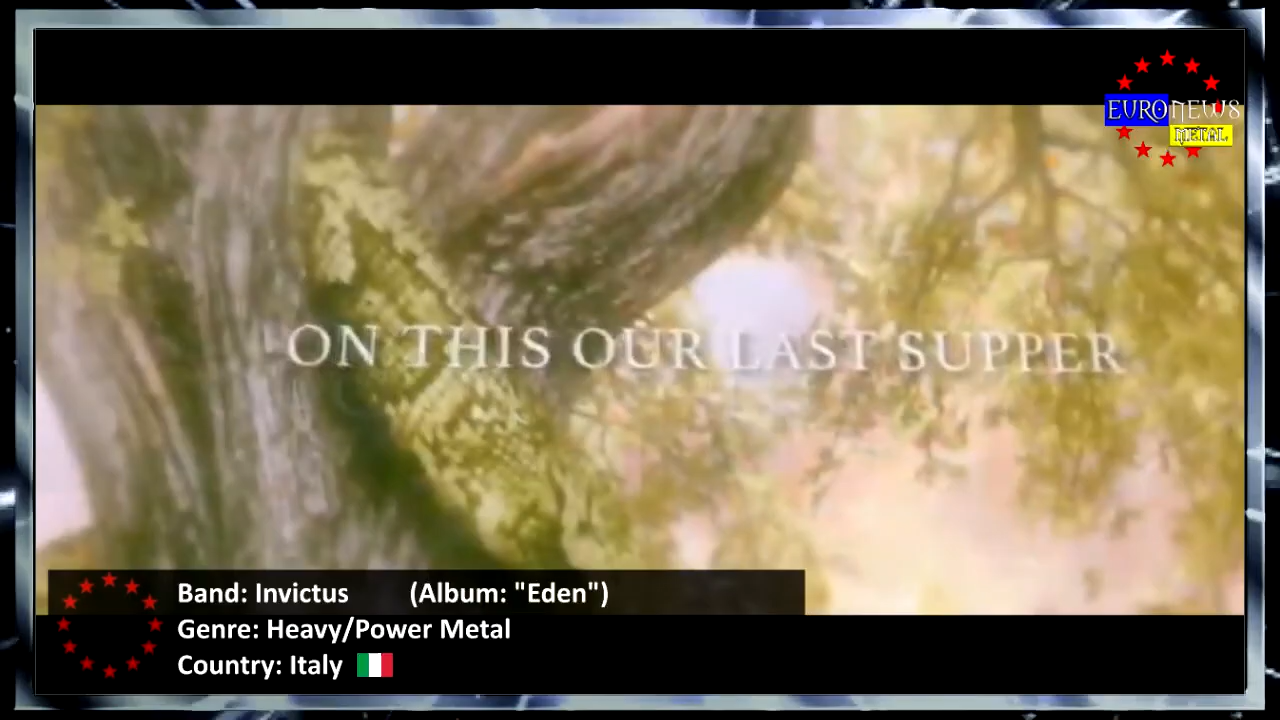 EURONEWS
METAL
ON THIS OUR LAST SUPPER
Band: Invictus (Album: "Eden")
Genre: Heavy/Power Metal
Country: Italy